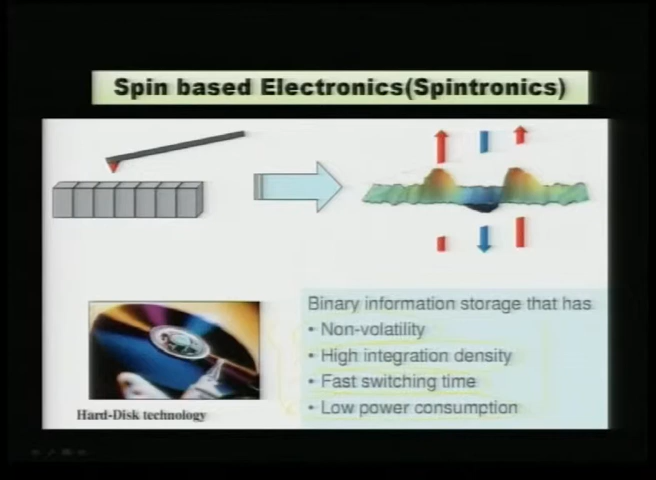 Spin based Electronics(Spintronics)
Binary information storage that has
• Non-volatility
• High integration density
• Fast switching time
• Low power consumption
Hard-Disk technology